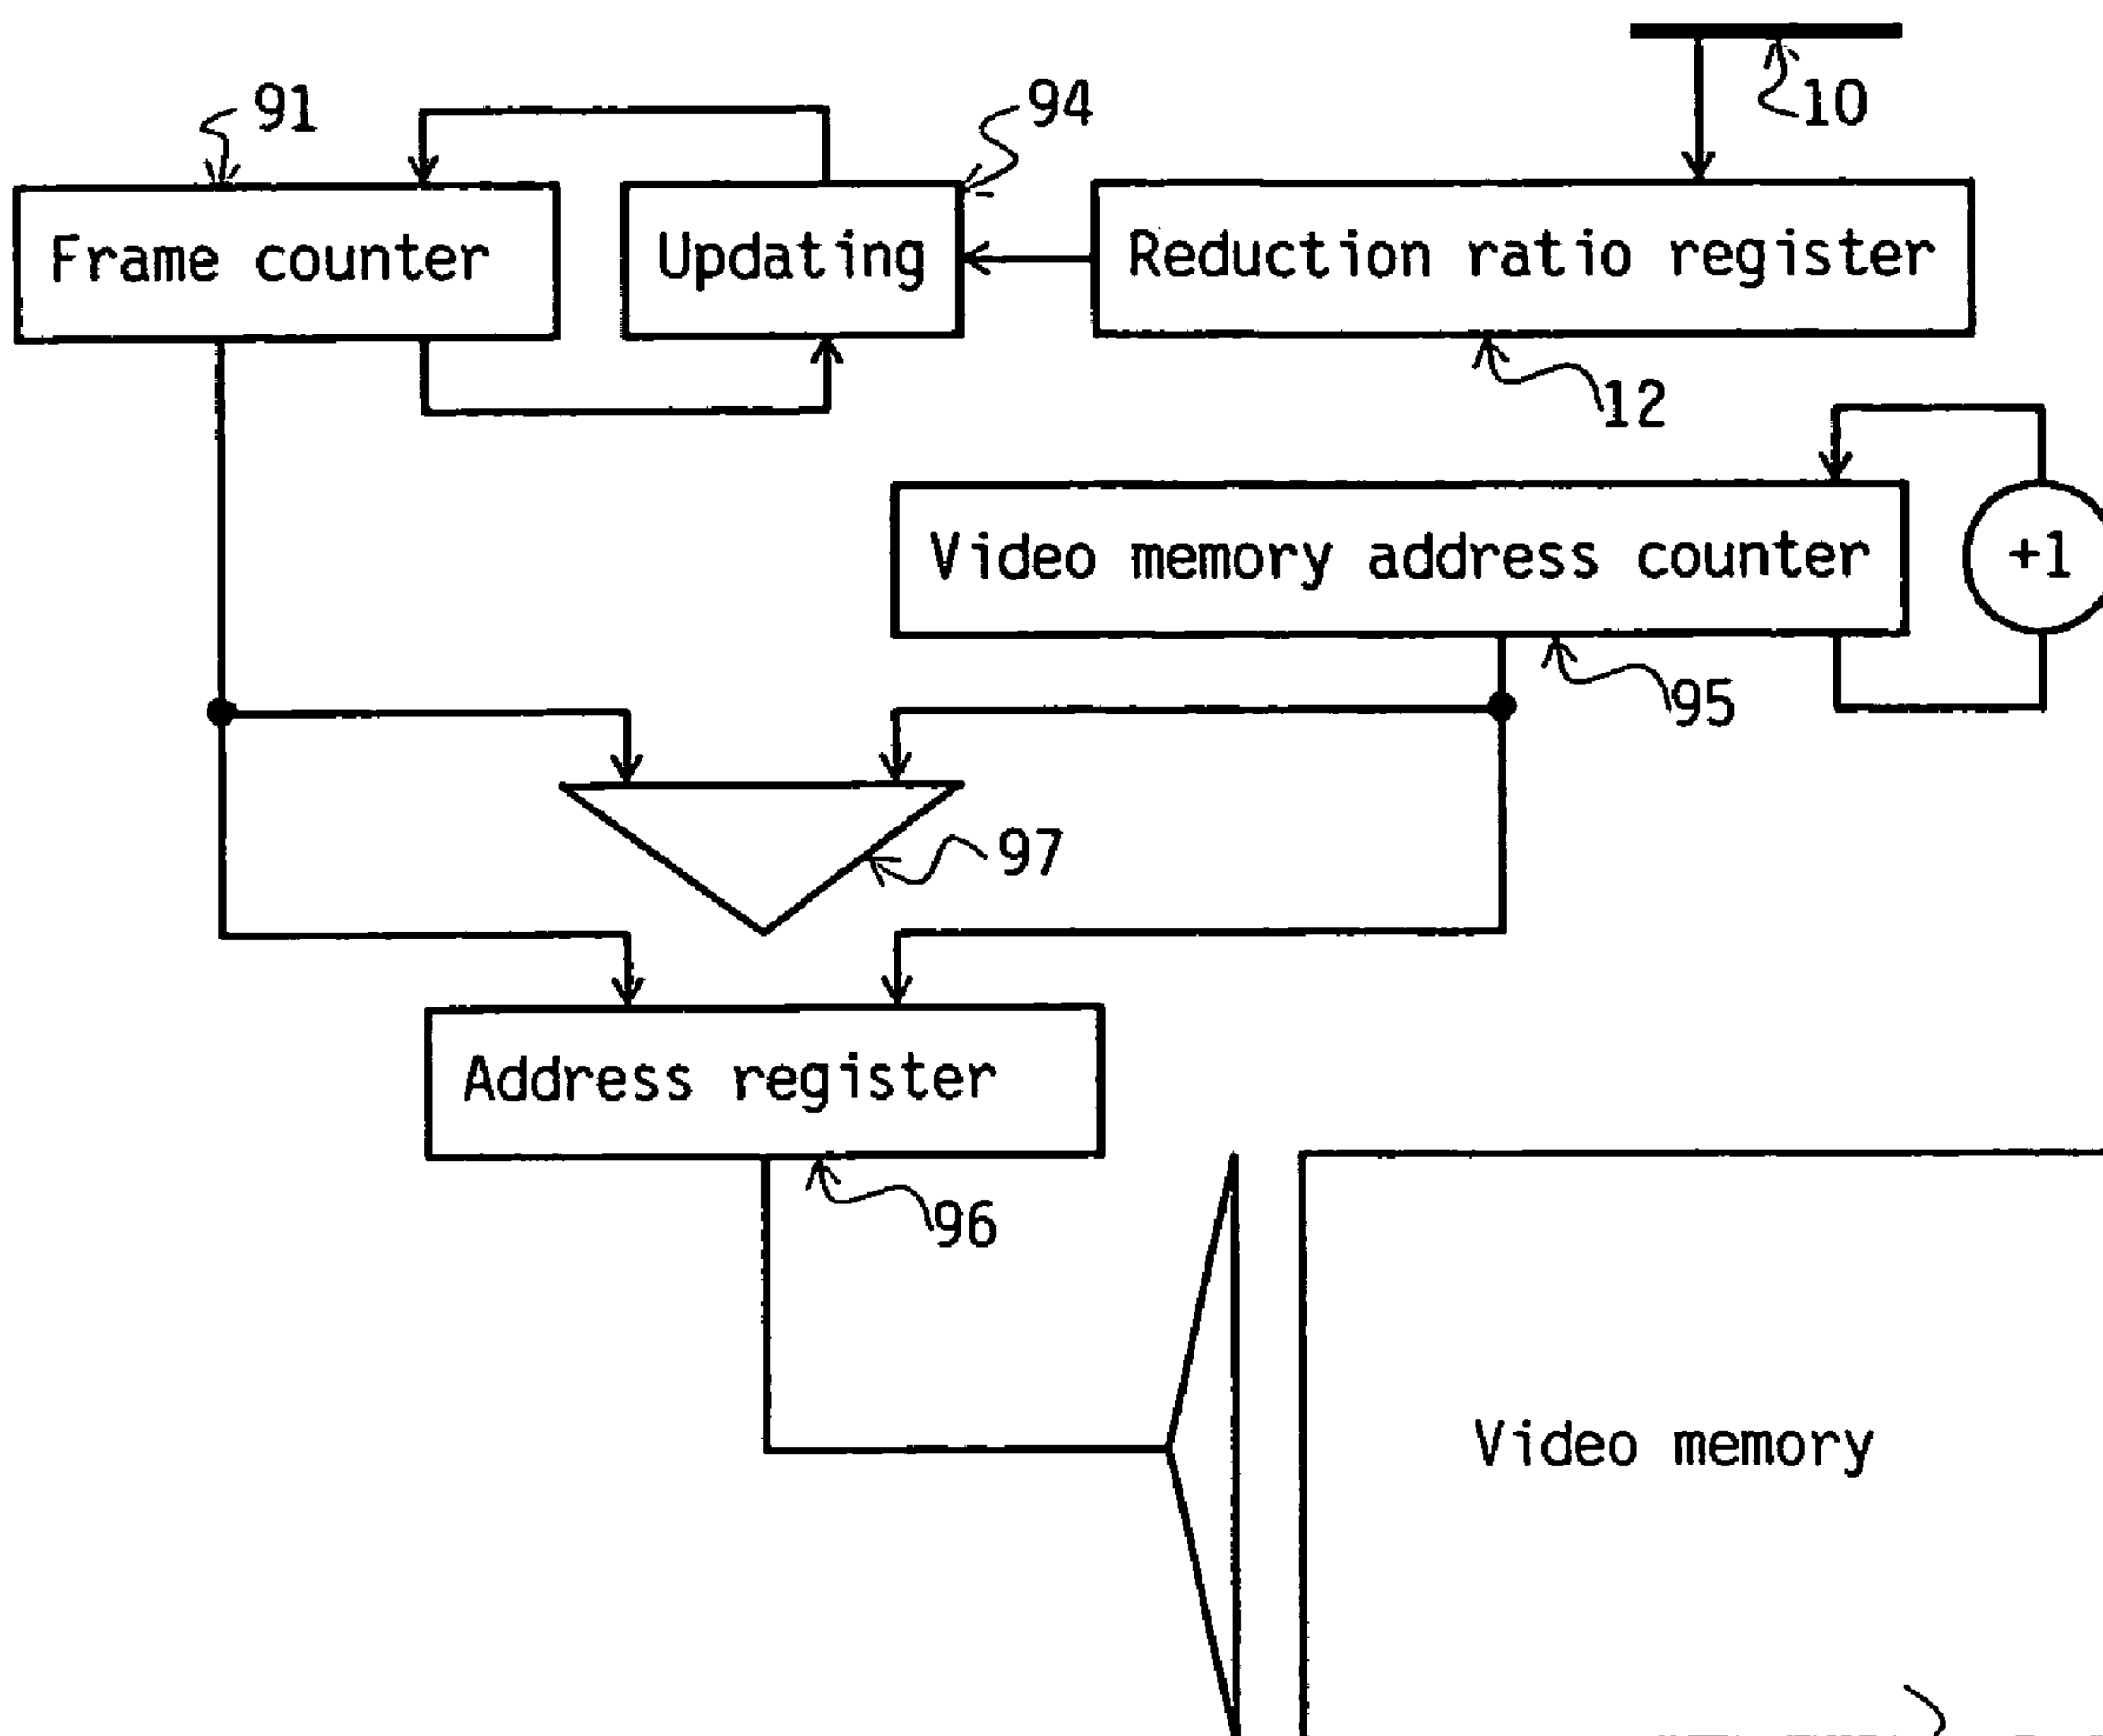 91
94
10
Frame counter
Updating
Reduction ratio register
12
Video memory address counter
+1
95
97
Address register
96
Video memory